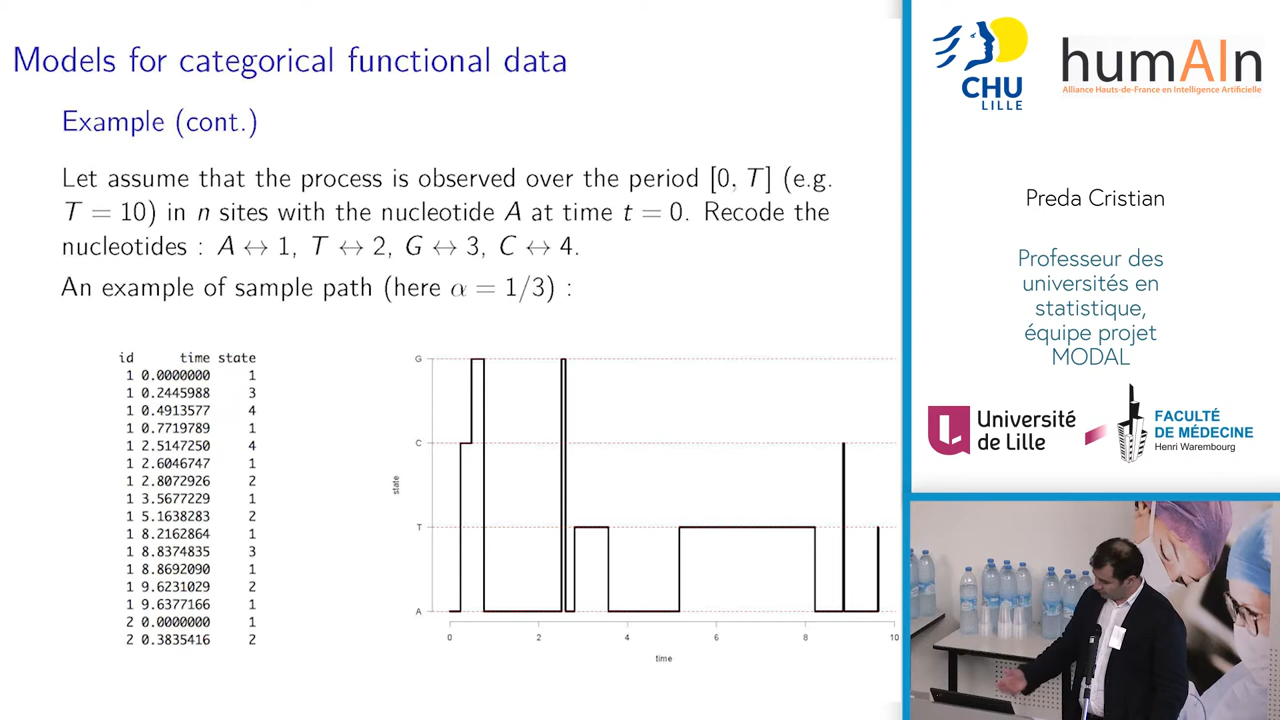 Models for categorical functional data
Example (cont.)
Let assume that the process is observed over the period [0, T] (e.g.
T = 10) in n sites with the nucleotide A at time t = 0. Recode the
nucleotides : A ↔ 1, T ↔ 2, G ↔ 3, C ↔ 4.
An example of sample path (here α = 1/3) :
id time state
1 0.0000000 1
1 0.2445988 3
1 0.4913577 4
1 0.7719789 1
1 2.5147250 4
1 2.6046747 1
1 2.8072926 2
1 3.5677229 1
1 5.1638283 2
1 8.2162864 1
1 8.8374835 3
1 8.8692090 1
1 9.6231029 2
1 9.6377166 1
2 0.0000000 1
2 0.3835416 2
G
C
T
A
state
0 2 4 6 8 10
time
CHU
LILLE
humAIn
Alliance Hauts-de-France en Intelligence Artificielle
Preda Cristian
Professeur des
universités en
statistique,
équipe projet
MODAL
Université
de Lille
FACULTÉ
DE MÉDECINE
Henri Warembourg